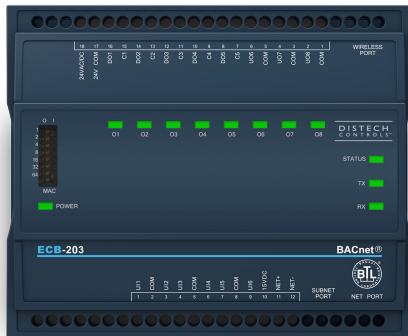 18 17 16 15 14 13 12 11 10 9 8 7 6 5 4 3 2 1
24VAC/DC 24V COM DO1 C1 DO2 C2 DO3 C3 DO4 C4 DO5 C5 UO6 COM UO7 COM UO8 COM
WIRELESS PORT
O I
1
2
4
8
16
32
64
MAC
POWER
O1 O2 O3 O4 O5 O6 O7 O8
DISTECH
CONTROLS
STATUS
TX
RX
ECB-203
BACnet®
UI1 COM UI2 UI3 COM UI4 UI5 COM UI6 15VDC NET+ NET-
1 2 3 4 5 6 7 8 9 10 11 12
SUBNET PORT
BTL
NET PORT